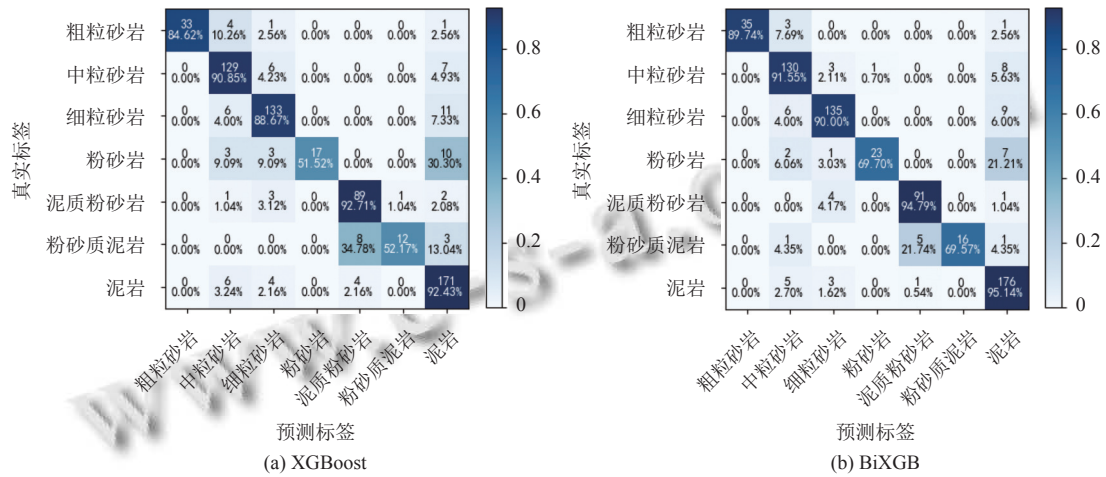 粗粒砂岩 33 4 1 0 0 0 1
84.62% 10.26% 2.56% 0.00% 0.00% 0.00% 2.56%
中粒砂岩 0 129 6 0 0 0 7
0.00% 90.85% 4.23% 0.00% 0.00% 0.00% 4.93%
细粒砂岩 0 6 133 0 0 0 11
0.00% 4.00% 88.67% 0.00% 0.00% 0.00% 7.33%
粉砂岩 0 3 3 17 0 0 10
0.00% 9.09% 9.09% 51.52% 0.00% 0.00% 30.30%
泥质粉砂岩 0 1 3 0 89 1 2
0.00% 1.04% 3.12% 0.00% 92.71% 1.04% 2.08%
粉砂质泥岩 0 0 0 0 8 12 3
0.00% 0.00% 0.00% 0.00% 34.78% 52.17% 13.04%
泥岩 0 6 4 0 4 0 171
0.00% 3.24% 2.16% 0.00% 2.16% 0.00% 92.43%
真实标签
0.8
0.6
0.4
0.2
0
粗粒砂岩 中粒砂岩 细粒砂岩 粉砂岩 泥质粉砂岩 粉砂质泥岩 泥岩
预测标签
(a) XGBoost
粗粒砂岩 35 3 0 0 0 0 1
89.74% 7.69% 0.00% 0.00% 0.00% 0.00% 2.56%
中粒砂岩 0 130 3 1 0 0 8
0.00% 91.55% 2.11% 0.70% 0.00% 0.00% 5.63%
细粒砂岩 0 6 135 0 0 0 9
0.00% 4.00% 90.00% 0.00% 0.00% 0.00% 6.00%
粉砂岩 0 2 1 23 0 0 7
0.00% 6.06% 3.03% 69.70% 0.00% 0.00% 21.21%
泥质粉砂岩 0 0 4 0 91 0 1
0.00% 0.00% 4.17% 0.00% 94.79% 0.00% 1.04%
粉砂质泥岩 0 1 0 0 5 16 1
0.00% 4.35% 0.00% 0.00% 21.74% 69.57% 4.35%
泥岩 0 5 3 0 1 0 176
0.00% 2.70% 1.62% 0.00% 0.54% 0.00% 95.14%
真实标签
0.8
0.6
0.4
0.2
0
粗粒砂岩 中粒砂岩 细粒砂岩 粉砂岩 泥质粉砂岩 粉砂质泥岩 泥岩
预测标签
(b) BiXGB